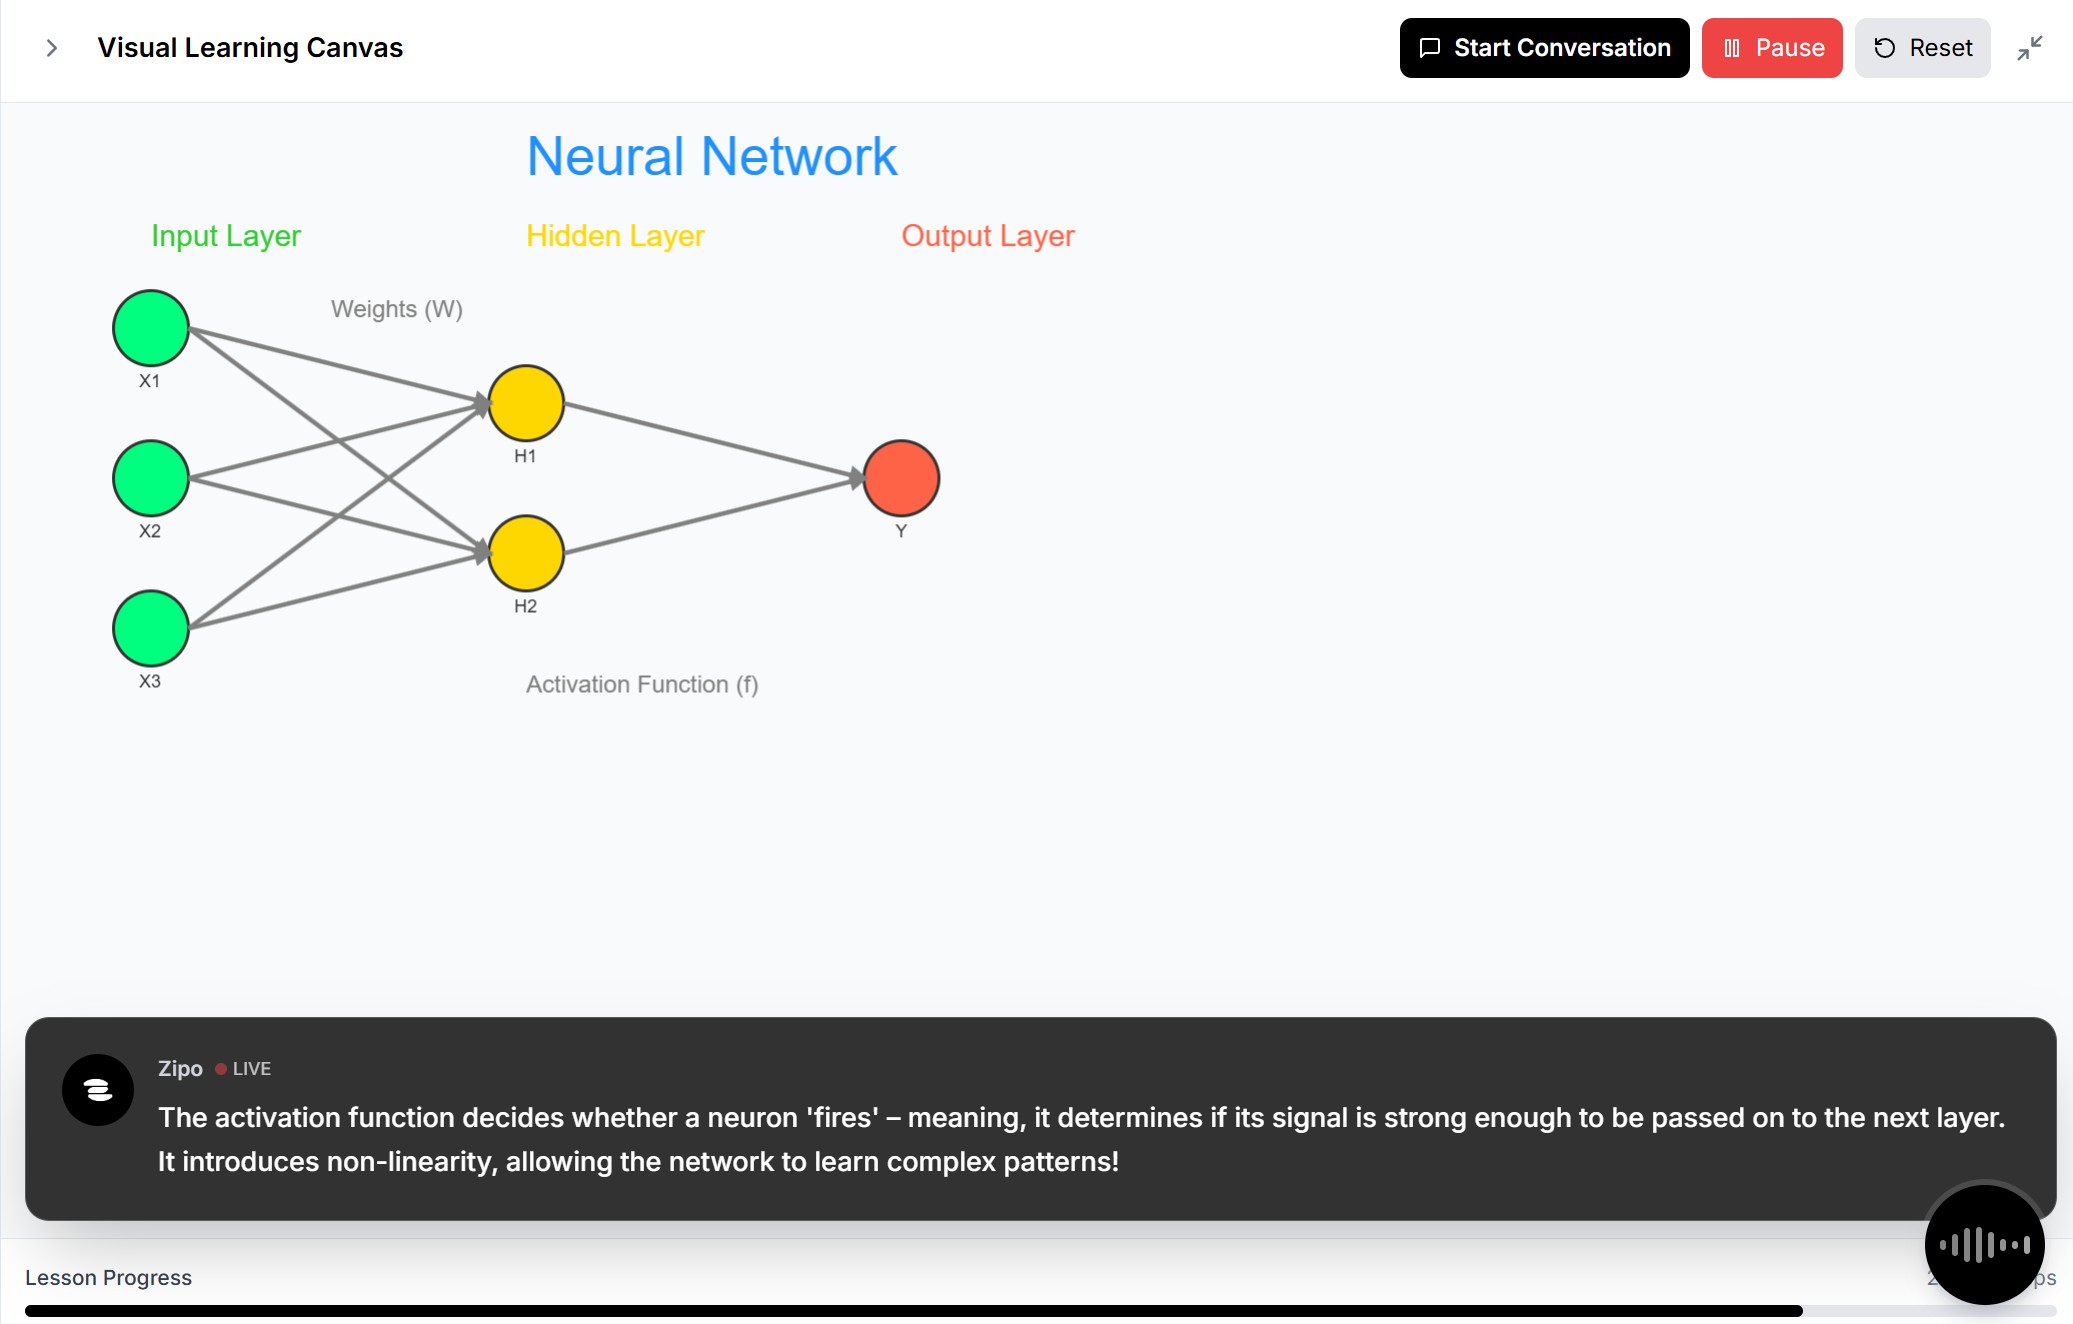 Visual Learning Canvas
Start Conversation
Pause
Reset
Neural Network
Input Layer
Hidden Layer
Output Layer
Weights (W)
X1
H1
X2
Y
H2
X3
Activation Function (f)
Zipo
LIVE
The activation function decides whether a neuron 'fires' – meaning, it determines if its signal is strong enough to be passed on to the next layer.
It introduces non-linearity, allowing the network to learn complex patterns!
Lesson Progress